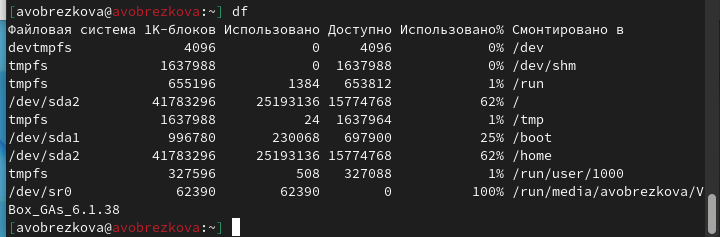 [avobrezkova@avobrezkova:~] df
Файловая система 1K-блоков Использовано Доступно Использовано% Смонтировано в
devtmpfs 4096 0 4096 0% /dev
tmpfs 1637988 0 1637988 0% /dev/shm
tmpfs 655196 1384 653812 1% /run
/dev/sda2 41783296 25193136 15774768 62% /
tmpfs 1637988 24 1637964 1% /tmp
/dev/sda1 996780 230068 697900 25% /boot
/dev/sda2 41783296 25193136 15774768 62% /home
tmpfs 327596 508 327088 1% /run/user/1000
/dev/sr0 62390 62390 0 100% /run/media/avobrezkova/V
Box_GAs_6.1.38
[avobrezkova@avobrezkova:~]